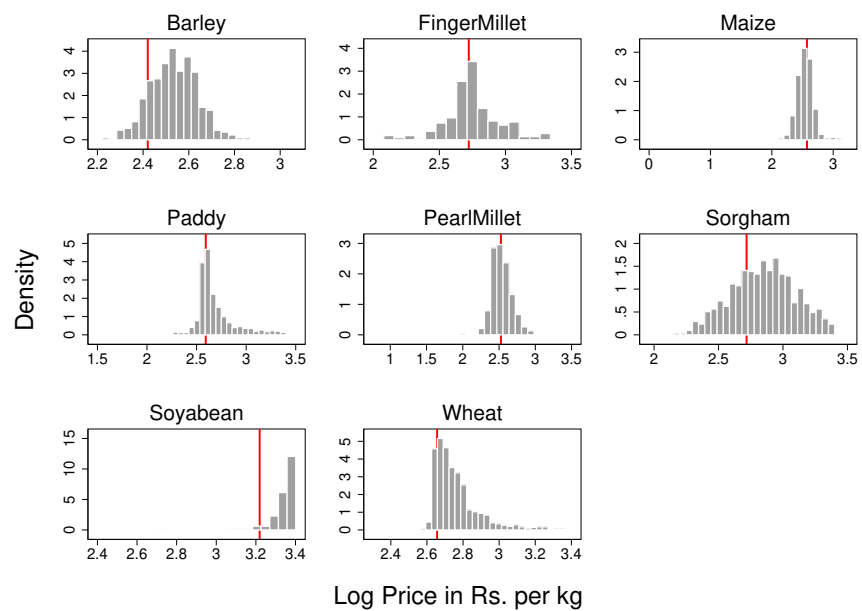 Barley
0 1 2 3 4
2.2 2.4 2.6 2.8 3
FingerMillet
0 1 2 3 4
2 2.5 3 3.5
Maize
0 1 2 3
0 1 2 3
Paddy
0 1 2 3 4 5
1.5 2 2.5 3 3.5
PearlMillet
0 1 2 3
1 1.5 2 2.5 3 3.5
Sorgham
0 .5 1 1.5 2
2 2.5 3 3.5
Soyabean
0 5 10 15
2.4 2.6 2.8 3 3.2 3.4
Wheat
0 1 2 3 4 5
2.4 2.6 2.8 3 3.2 3.4
Density
Log Price in Rs. per kg